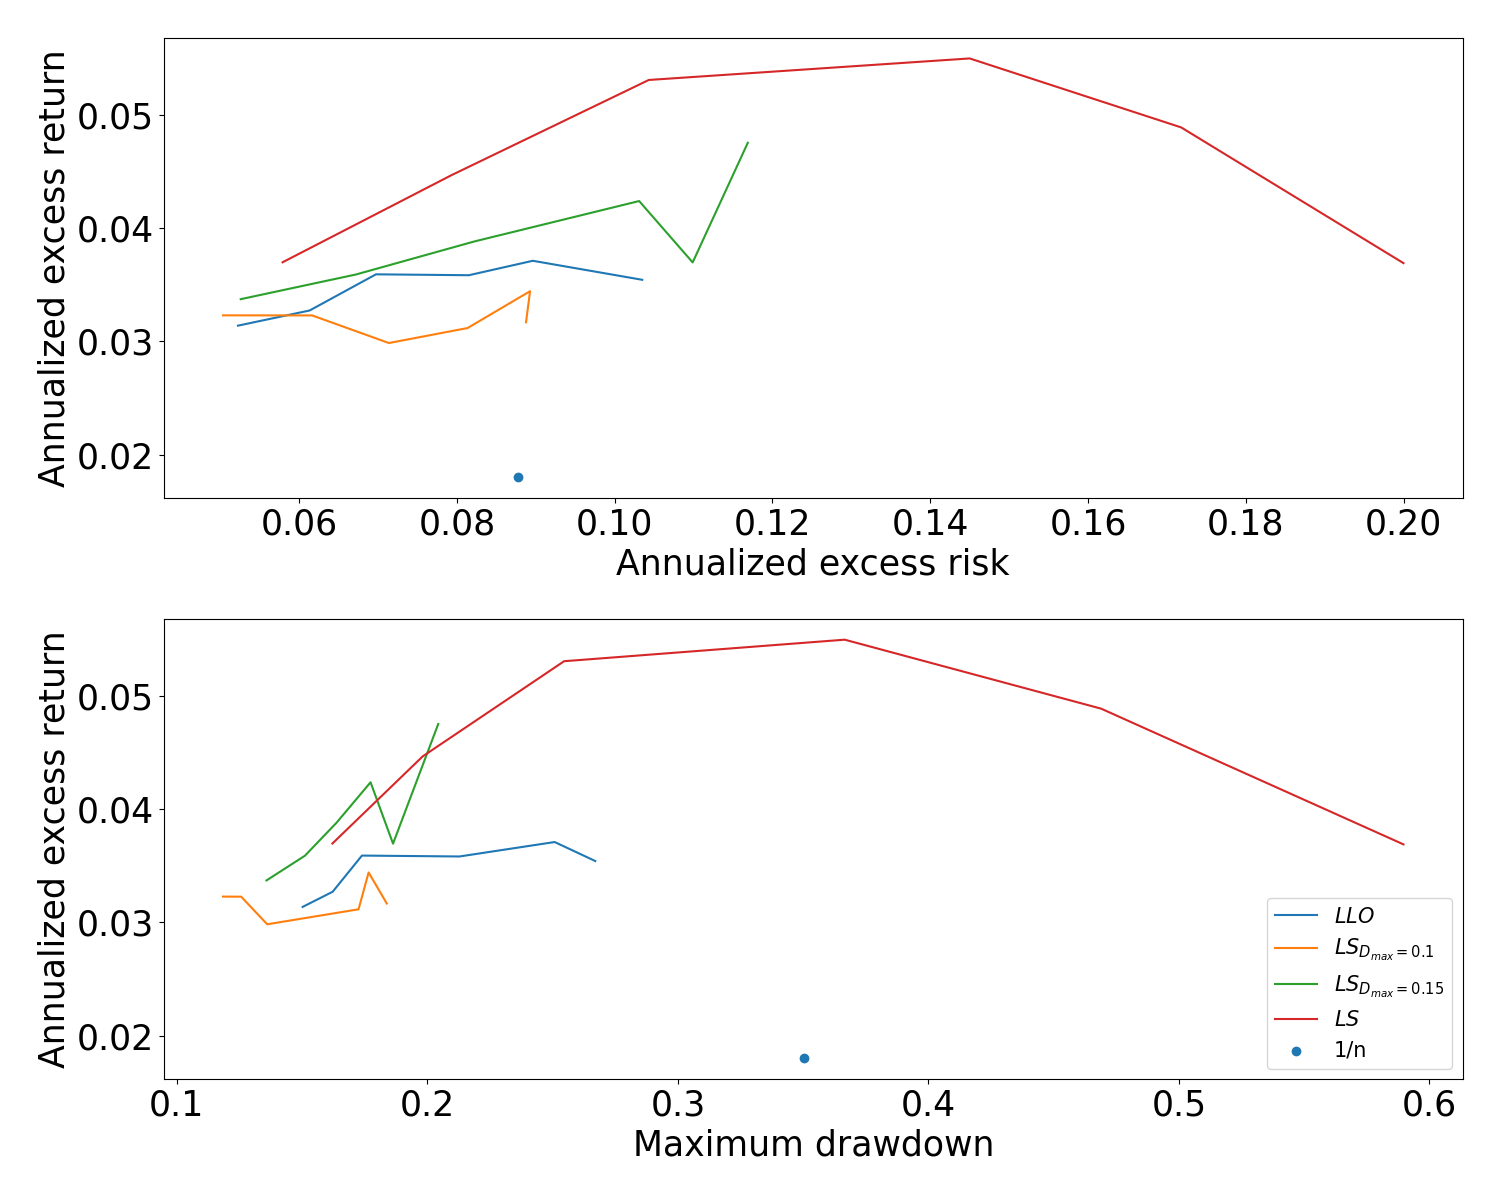 Annualized excess return
0.05
0.04
0.03
0.02
0.06 0.08 0.10 0.12 0.14 0.16 0.18 0.20
Annualized excess risk
Annualized excess return
0.05
0.04
0.03
0.02
LLO
LS_{D_{max}=0.1}
LS_{D_{max}=0.15}
LS
1/n
0.1 0.2 0.3 0.4 0.5 0.6
Maximum drawdown